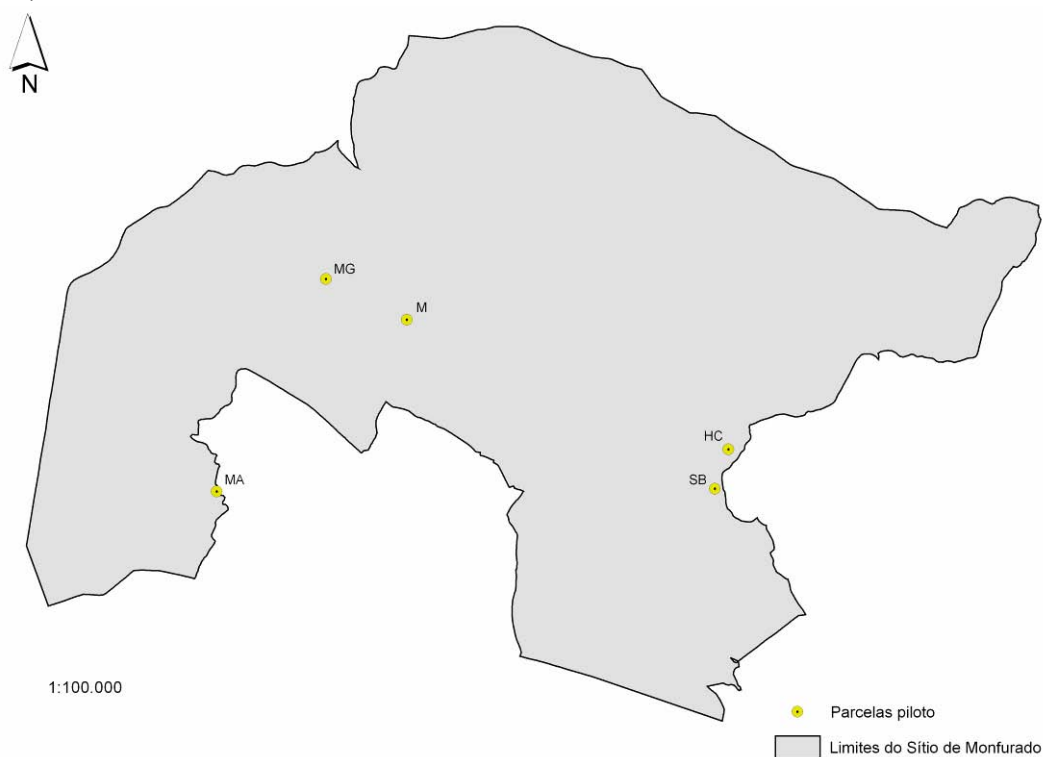 N
MG
M
HC
SB
MA
1:100.000
Parcelas piloto
Limites do Sítio de Monfurado